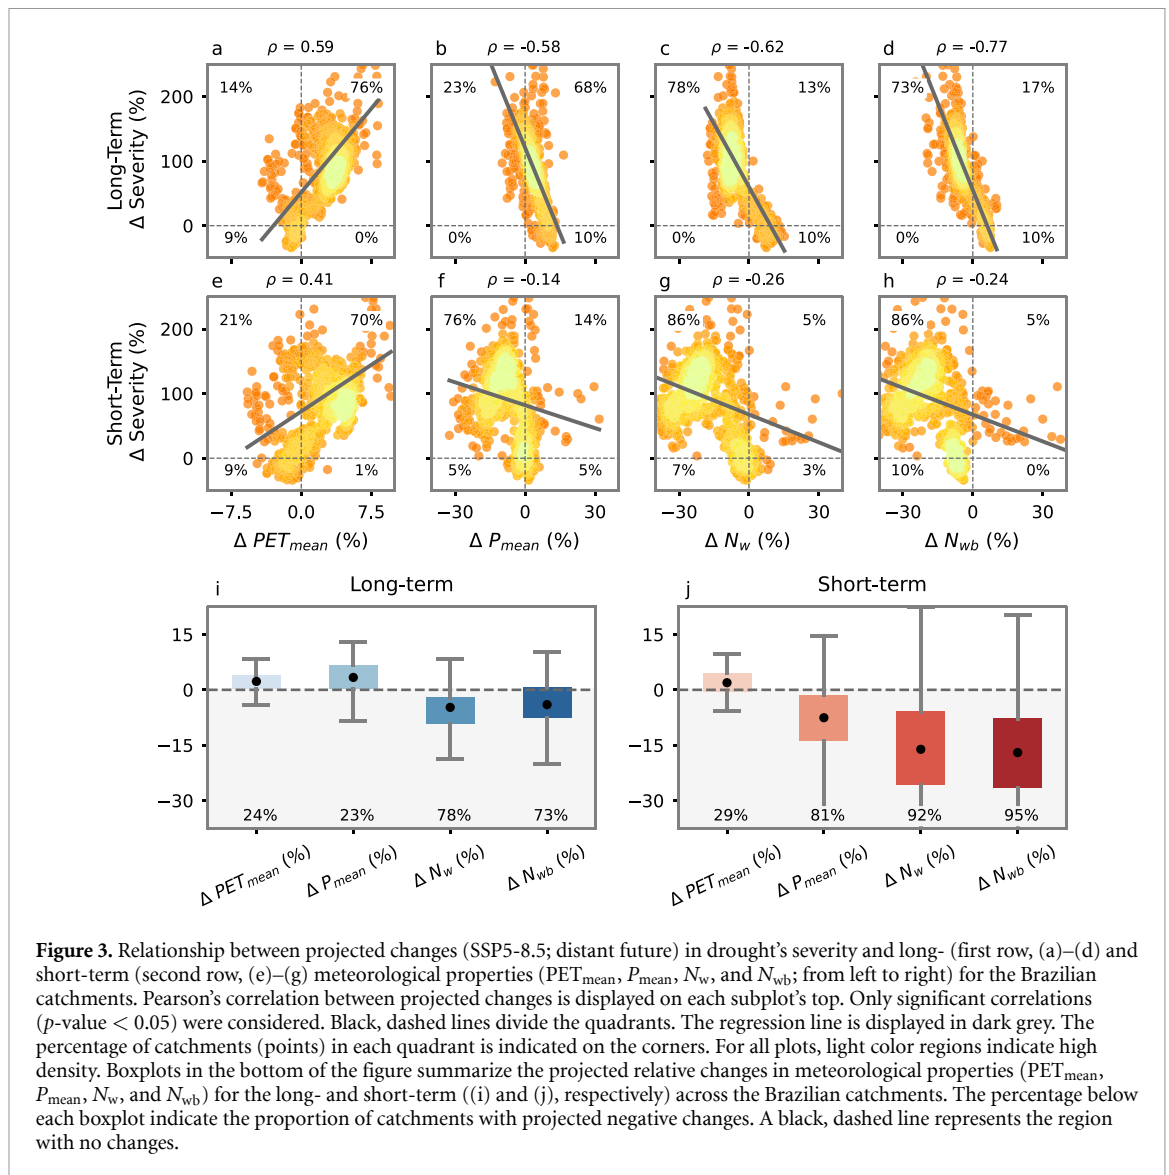 a ρ = 0.59 b ρ = -0.58 c ρ = -0.62 d ρ = -0.77
200 14% 76% 23% 68% 78% 13% 73% 17%
100
0
9% 0% 0% 10% 0% 10% 0% 10%
Long-Term
Δ Severity (%)
e ρ = 0.41 f ρ = -0.14 g ρ = -0.26 h ρ = -0.24
200 21% 70% 76% 14% 86% 5% 86% 5%
100
0
9% 1% 5% 5% 7% 3% 10% 0%
Short-Term
Δ Severity (%)
−7.5 0.0 7.5 −30 0 30 −30 0 30 −30 0 30
Δ PETmean (%) Δ Pmean (%) Δ Nw (%) Δ Nwb (%)
i Long-term j Short-term
15 15
0 0
−15 −15
−30 −30
24% 23% 78% 73% 29% 81% 92% 95%
Δ PETmean (%) Δ Pmean (%) Δ Nw (%) Δ Nwb (%) Δ PETmean (%) Δ Pmean (%) Δ Nw (%) Δ Nwb (%)
Figure 3. Relationship between projected changes (SSP5-8.5; distant future) in drought’s severity and long- (first row, (a)–(d) and
short-term (second row, (e)–(g) meteorological properties (PETmean, Pmean, Nw, and Nwb; from left to right) for the Brazilian
catchments. Pearson’s correlation between projected changes is displayed on each subplot’s top. Only significant correlations
(p-value < 0.05) were considered. Black, dashed lines divide the quadrants. The regression line is displayed in dark grey. The
percentage of catchments (points) in each quadrant is indicated on the corners. For all plots, light color regions indicate high
density. Boxplots in the bottom of the figure summarize the projected relative changes in meteorological properties (PETmean,
Pmean, Nw, and Nwb) for the long- and short-term ((i) and (j), respectively) across the Brazilian catchments. The percentage below
each boxplot indicate the proportion of catchments with projected negative changes. A black, dashed line represents the region
with no changes.